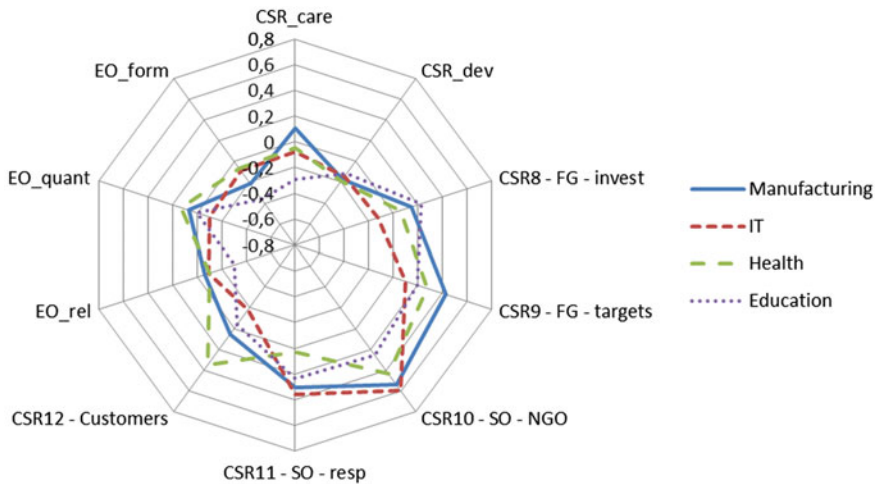 CSR_care
0,8
0,6
0,4
0,2
0
-0,2
-0,4
-0,6
-0,8
CSR_dev
CSR8 - FG - invest
CSR9 - FG - targets
CSR10 - SO - NGO
CSR11 - SO - resp
CSR12 - Customers
EO_rel
EO_quant
EO_form
Manufacturing
IT
Health
Education